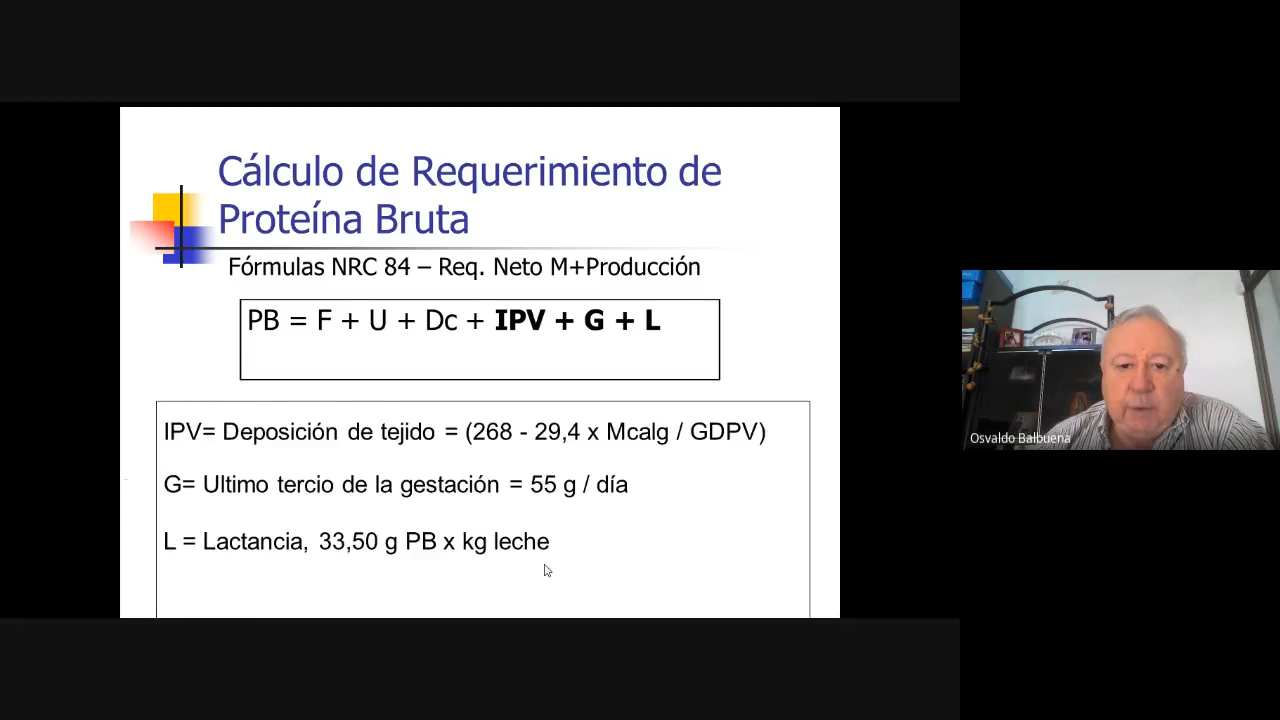 Cálculo de Requerimiento de
Proteína Bruta
Fórmulas NRC 84 – Req. Neto M+Producción
PB = F + U + Dc + IPV + G + L
IPV= Deposición de tejido = (268 - 29,4 x Mcalg / GDPV)
G= Ultimo tercio de la gestación = 55 g / día
L = Lactancia, 33,50 g PB x kg leche
Osvaldo Balbuena